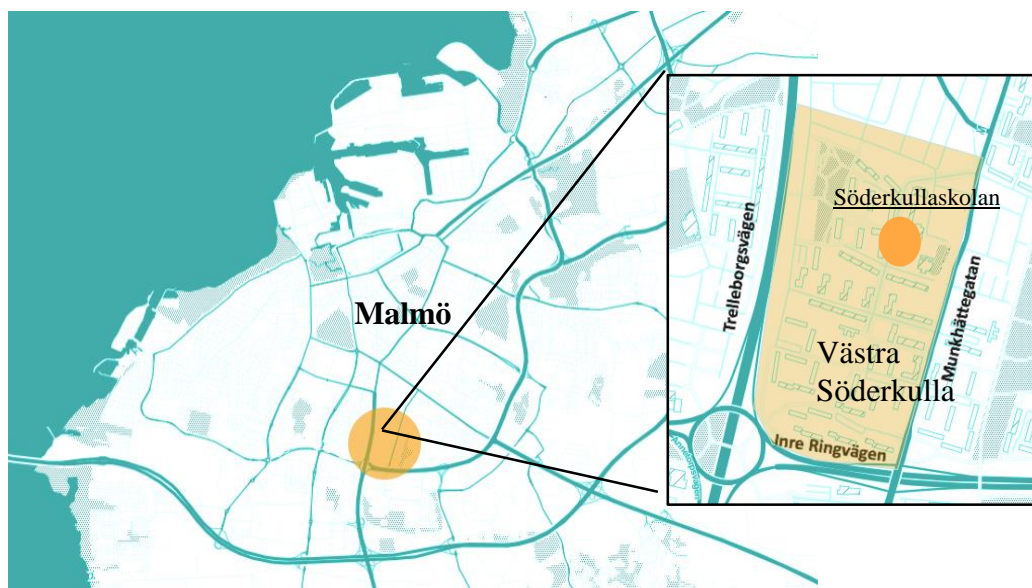 Malmö
Söderkullaskolan
Trelleborgsvägen
Munkhättegatan
Västra
Söderkulla
Inre Ringvägen